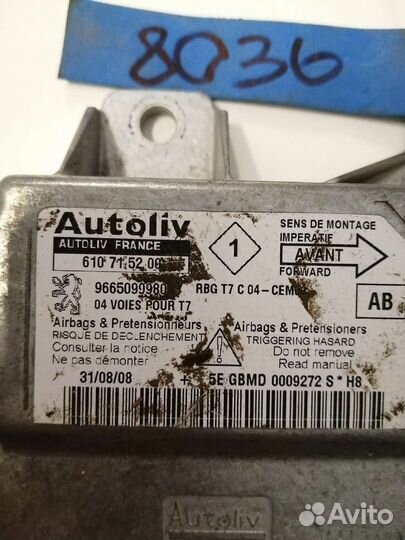 8036
Autoliv
AUTOLIV FRANCE
610 71 52 00
1
SENS DE MONTAGE
IMPERATIF
AVANT
FORWARD
9665099980
RBG T7 C 04-CEM
04 VOIES POUR T7
AB
Airbags & Pretensionneurs
RISQUE DE DECLENCHEMENT
Consulter la notice
Ne pas démonter
Airbags & Pretensioners
TRIGGERING HASARD
Do not remove
Read manual
31/08/08
+ 5E GBMD 0009272 S * H8
Autoliv
Avito